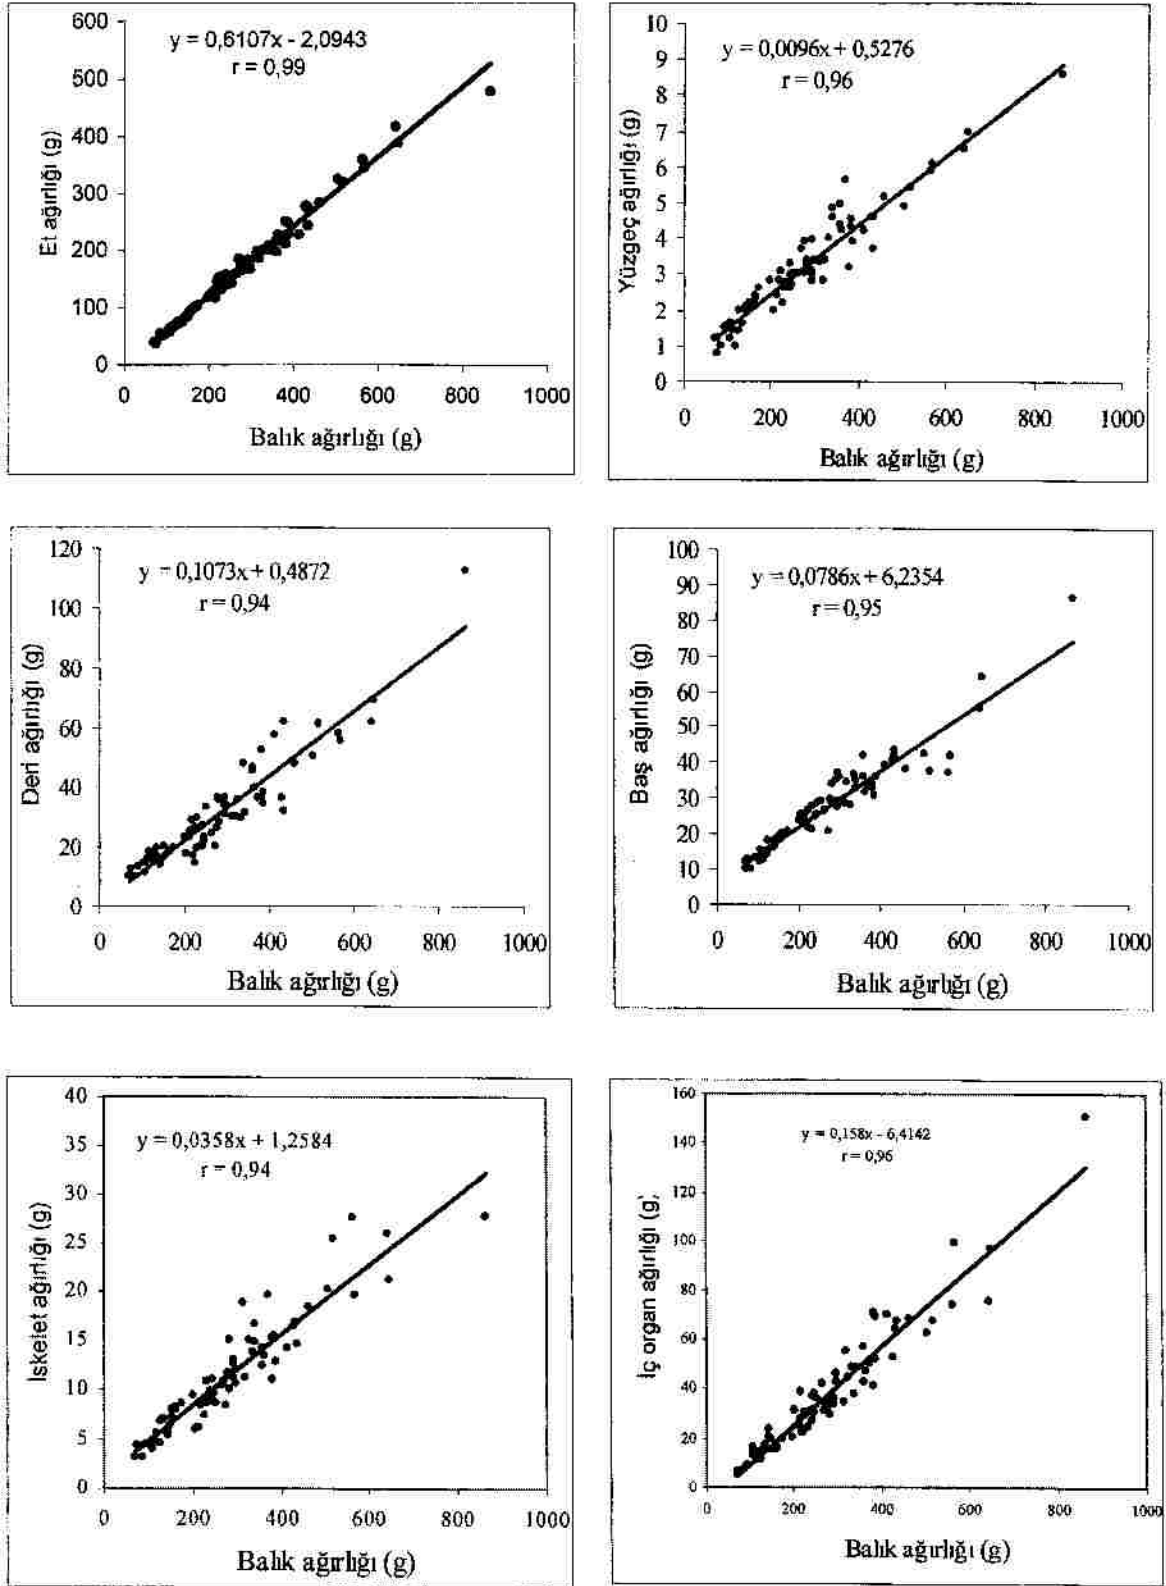 600
500
400
300
200
100
0
y = 0,6107x - 2,0943
r = 0,99
Et ağırlığı (g)
0 200 400 600 800 1000
Balık ağırlığı (g)
10
9
8
7
6
5
4
3
2
1
0
y = 0,0096x + 0,5276
r = 0,96
Yüzgeç ağırlığı (g)
0 200 400 600 800 1000
Balık ağırlığı (g)
120
100
80
60
40
20
0
y = 0,1073x + 0,4872
r = 0,94
Deri ağırlığı (g)
0 200 400 600 800 1000
Balık ağırlığı (g)
100
90
80
70
60
50
40
30
20
10
0
y = 0,0786x + 6,2354
r = 0,95
Baş ağırlığı (g)
0 200 400 600 800 1000
Balık ağırlığı (g)
40
35
30
25
20
15
10
5
0
y = 0,0358x + 1,2584
r = 0,94
İskelet ağırlığı (g)
0 200 400 600 800 1000
Balık ağırlığı (g)
160
140
120
100
80
60
40
20
0
y = 0,158x - 6,4142
r = 0,96
İç organ ağırlığı (g)
0 200 400 600 800 1000
Balık ağırlığı (g)